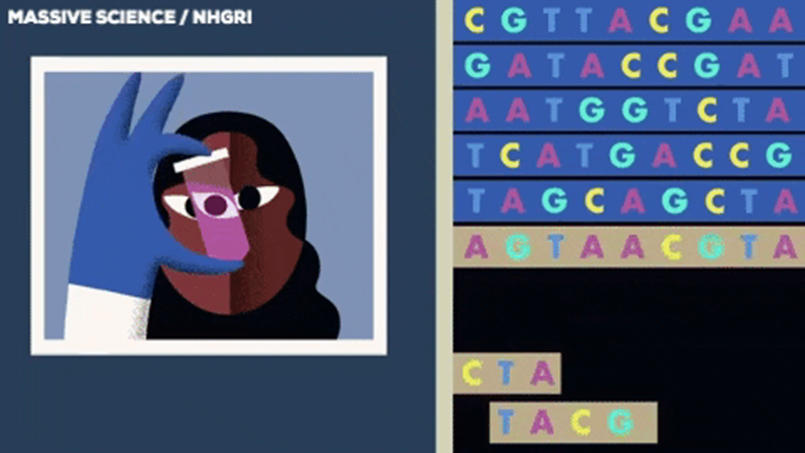 MASSIVE SCIENCE / NHGRI
CGTTACGAA
GATACCGAT
AATGGTCTA
TCATGACCG
TAGCAGCTA
AGTAACGTA
CTA
TACG